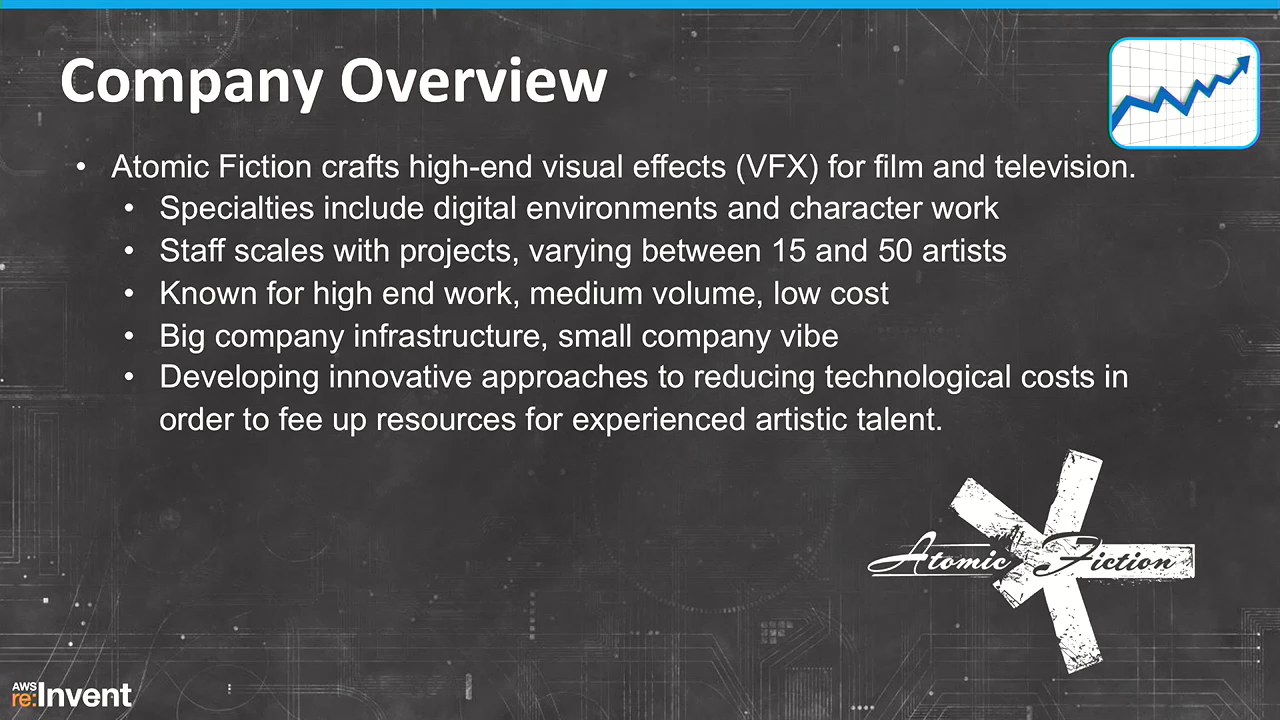 Company Overview
• Atomic Fiction crafts high-end visual effects (VFX) for film and television.
• Specialties include digital environments and character work
• Staff scales with projects, varying between 15 and 50 artists
• Known for high end work, medium volume, low cost
• Big company infrastructure, small company vibe
• Developing innovative approaches to reducing technological costs in
order to fee up resources for experienced artistic talent.
Atomic Fiction
AWS
re:Invent